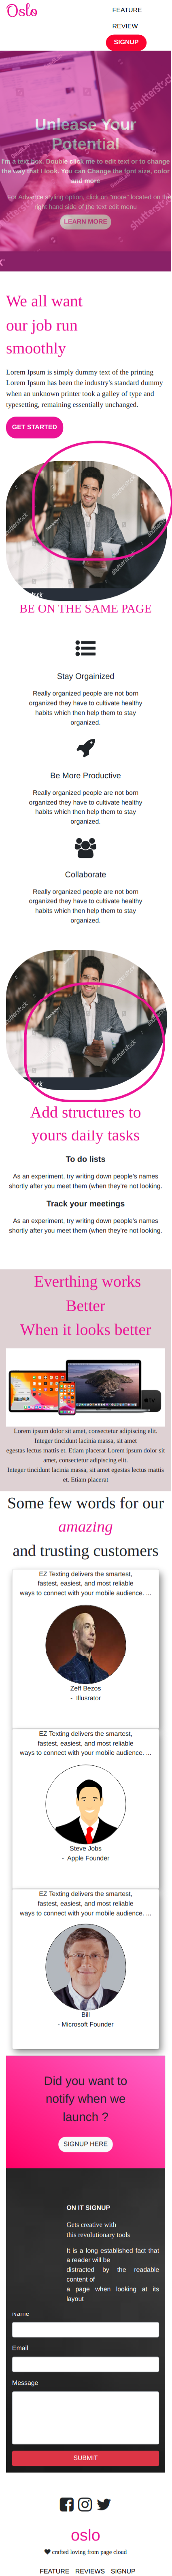 Oslo
FEATURE
REVIEW
SIGNUP
Unlease Your
Potential
I'm a text box. Double click me to edit text or to change
the way that I look. You can Change the font size, color
and more
For Advance styling option, click on "more" located on the
right hand side of the text edit menu
LEARN MORE
We all want
our job run
smoothly
Lorem Ipsum is simply dummy text of the printing
Lorem Ipsum has been the industry's standard dummy
when an unknown printer took a galley of type and
typesetting, remaining essentially unchanged.
GET STARTED
BE ON THE SAME PAGE
Stay Orgainized
Really organized people are not born
organized they have to cultivate healthy
habits which then help them to stay
organized.
Be More Productive
Really organized people are not born
organized they have to cultivate healthy
habits which then help them to stay
organized.
Collaborate
Really organized people are not born
organized they have to cultivate healthy
habits which then help them to stay
organized.
Add structures to
yours daily tasks
To do lists
As an experiment, try writing down people's names
shortly after you meet them (when they're not looking.
Track your meetings
As an experiment, try writing down people's names
shortly after you meet them (when they're not looking.
Everthing works
Better
When it looks better
Lorem ipsum dolor sit amet, consectetur adipiscing elit.
Integer tincidunt lacinia massa, sit amet
egestas lectus mattis et. Etiam placerat Lorem ipsum dolor sit
amet, consectetur adipiscing elit.
Integer tincidunt lacinia massa, sit amet egestas lectus mattis
et. Etiam placerat
Some few words for our
amazing
and trusting customers
EZ Texting delivers the smartest,
fastest, easiest, and most reliable
ways to connect with your mobile audience. ...
Zeff Bezos
- Illusrator
EZ Texting delivers the smartest,
fastest, easiest, and most reliable
ways to connect with your mobile audience. ...
Steve Jobs
- Apple Founder
EZ Texting delivers the smartest,
fastest, easiest, and most reliable
ways to connect with your mobile audience. ...
Bill
- Microsoft Founder
Did you want to
notify when we
launch ?
SIGNUP HERE
ON IT SIGNUP
Gets creative with
this revolutionary tools
It is a long established fact that
a reader will be
distracted by the readable
content of
a page when looking at its
layout
Name
Email
Message
SUBMIT
oslo
crafted loving from page cloud
FEATURE REVIEWS SIGNUP